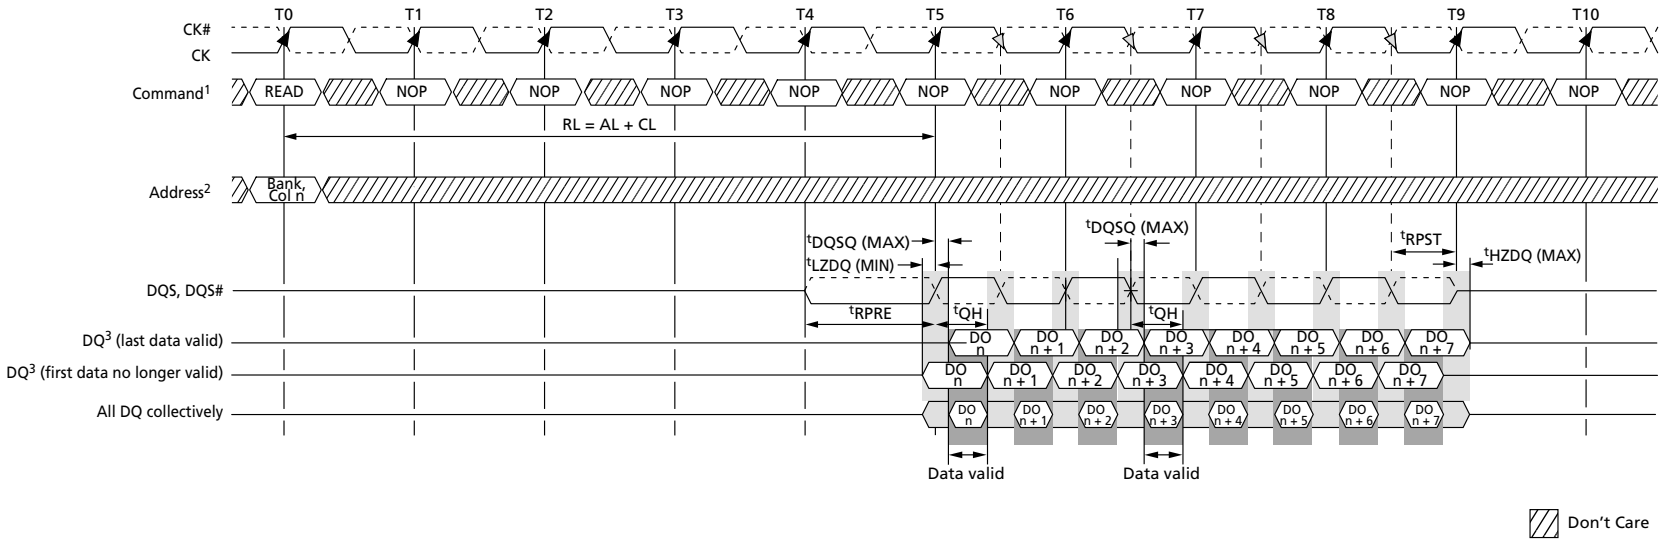 T0 T1 T2 T3 T4 T5 T6 T7 T8 T9 T10
CK#
CK
Command1 READ NOP NOP NOP NOP NOP NOP NOP NOP NOP NOP
RL = AL + CL
Address2 Bank,
Col n
tDQSQ (MAX) tDQSQ (MAX) tRPST
tLZDQ (MIN) tHZDQ (MAX)
DQS, DQS#
tRPRE tQH tQH
DQ3 (last data valid) DO n DO n + 1 DO n + 2 DO n + 3 DO n + 4 DO n + 5 DO n + 6 DO n + 7
DQ3 (first data no longer valid) DO n DO n + 1 DO n + 2 DO n + 3 DO n + 4 DO n + 5 DO n + 6 DO n + 7
All DQ collectively DO n DO n + 1 DO n + 2 DO n + 3 DO n + 4 DO n + 5 DO n + 6 DO n + 7
Data valid Data valid
Don't Care